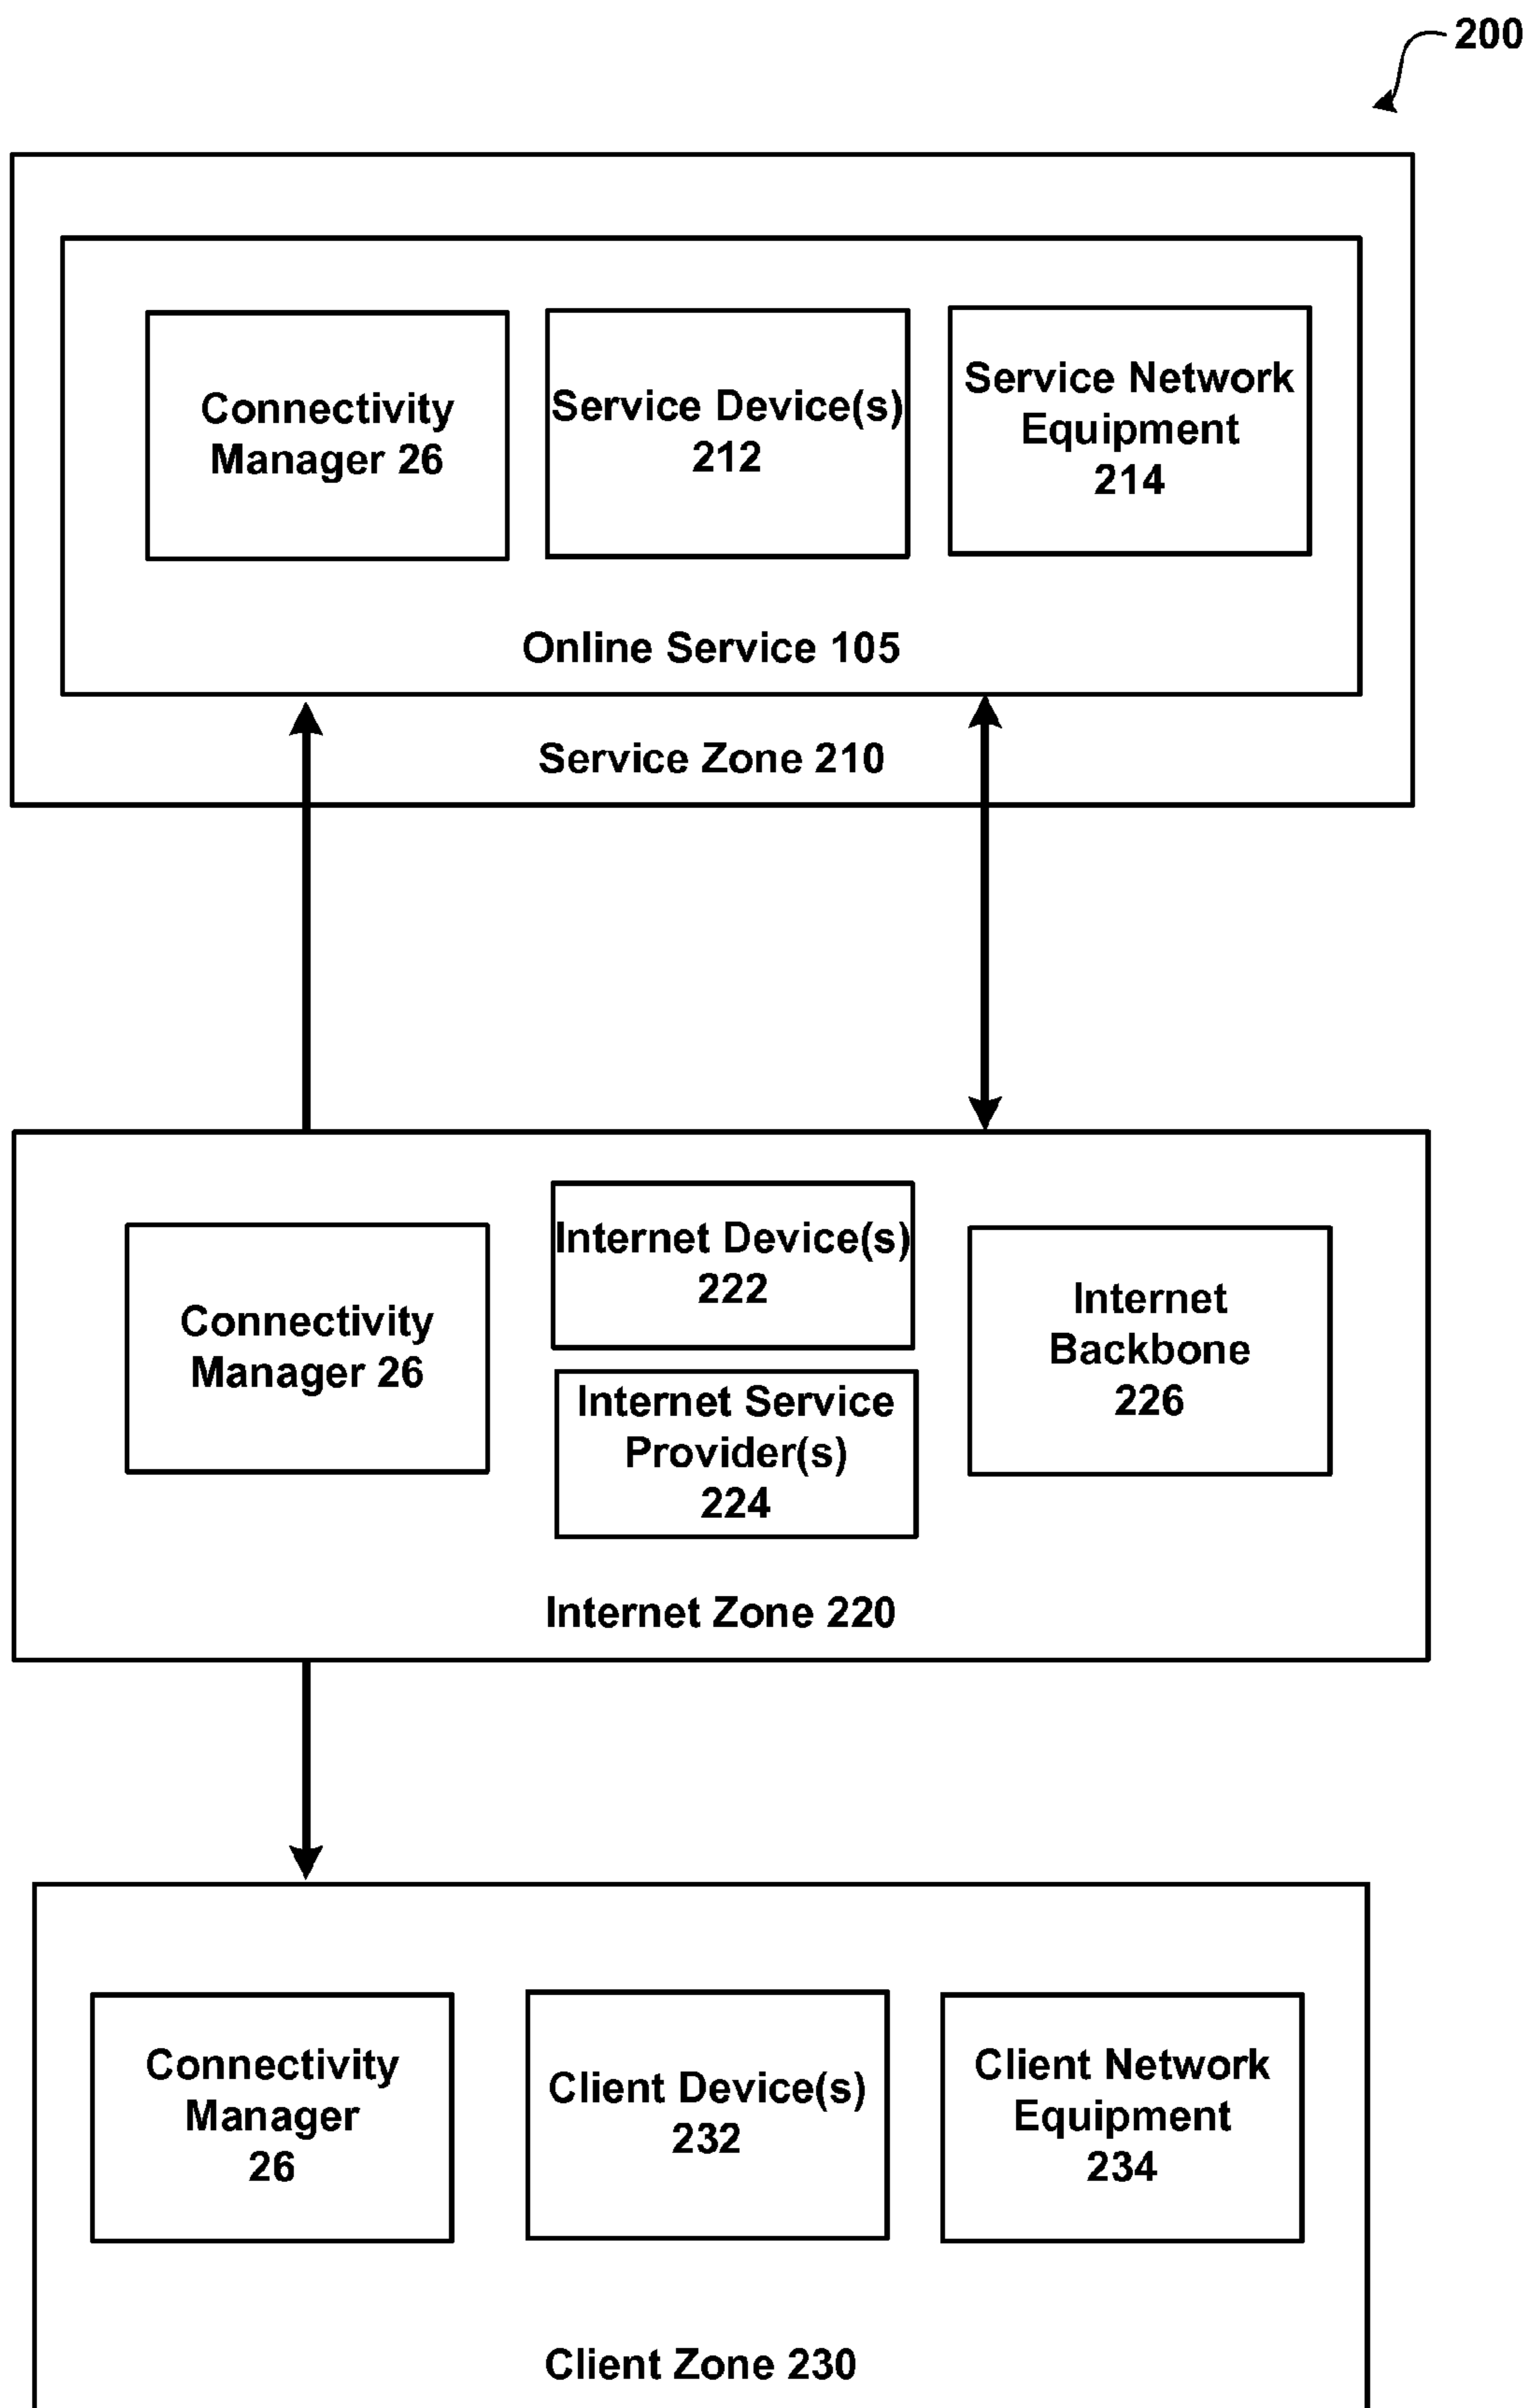 200
Connectivity
Manager 26
Service Device(s)
212
Service Network
Equipment
214
Online Service 105
Service Zone 210
Connectivity
Manager 26
Internet Device(s)
222
Internet Service
Provider(s)
224
Internet
Backbone
226
Internet Zone 220
Connectivity
Manager
26
Client Device(s)
232
Client Network
Equipment
234
Client Zone 230